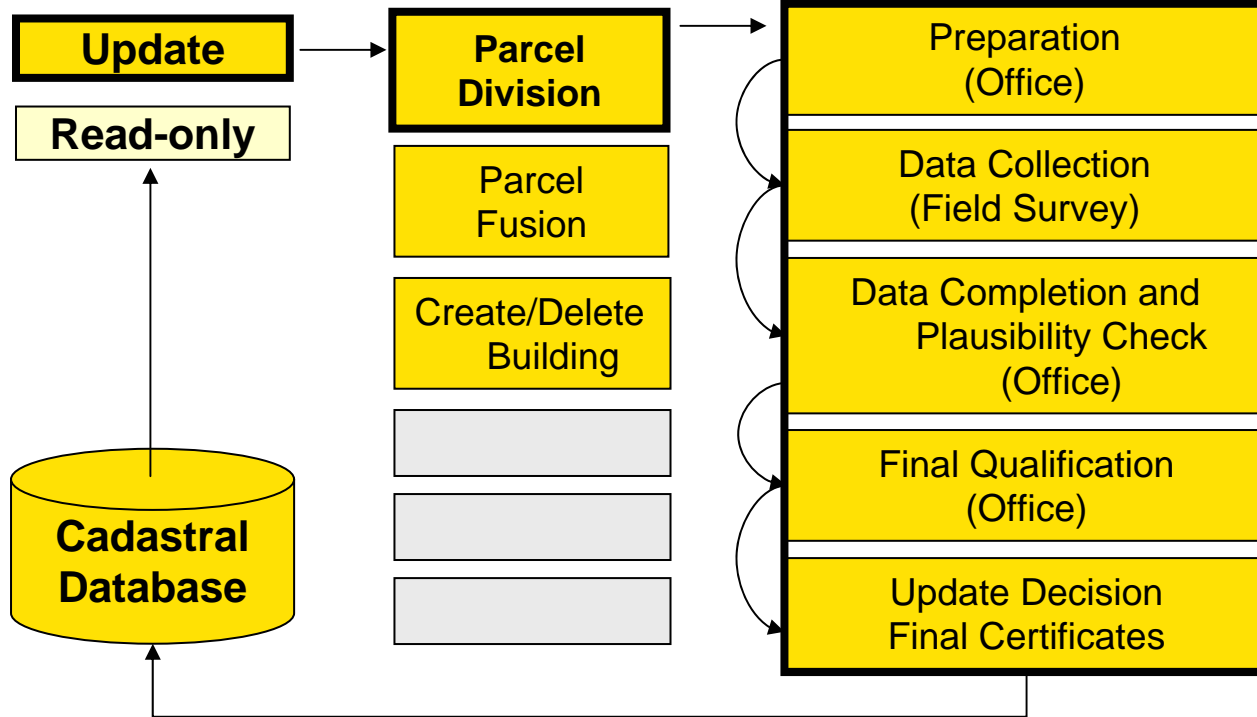 Update
Read-only
Cadastral
Database
Parcel
Division
Parcel
Fusion
Create/Delete
Building
Preparation
(Office)
Data Collection
(Field Survey)
Data Completion and
Plausibility Check
(Office)
Final Qualification
(Office)
Update Decision
Final Certificates